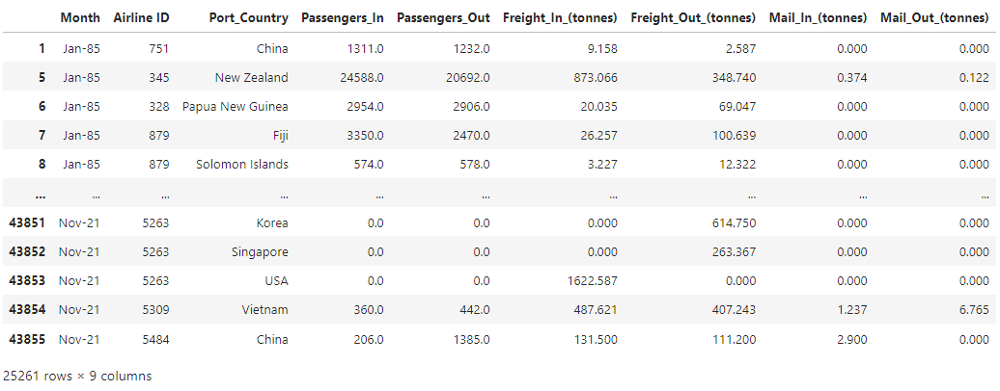 Month Airline ID Port_Country Passengers_In Passengers_Out Freight_In_(tonnes) Freight_Out_(tonnes) Mail_In_(tonnes) Mail_Out_(tonnes)
1 Jan-85 751 China 1311.0 1232.0 9.158 2.587 0.000 0.000
5 Jan-85 345 New Zealand 24588.0 20692.0 873.066 348.740 0.374 0.122
6 Jan-85 328 Papua New Guinea 2954.0 2906.0 20.035 69.047 0.000 0.000
7 Jan-85 879 Fiji 3350.0 2470.0 26.257 100.639 0.000 0.000
8 Jan-85 879 Solomon Islands 574.0 578.0 3.227 12.322 0.000 0.000
... ... ... ... ... ... ... ... ... ...
43851 Nov-21 5263 Korea 0.0 0.0 0.000 614.750 0.000 0.000
43852 Nov-21 5263 Singapore 0.0 0.0 0.000 263.367 0.000 0.000
43853 Nov-21 5263 USA 0.0 0.0 1622.587 0.000 0.000 0.000
43854 Nov-21 5309 Vietnam 360.0 442.0 487.621 407.243 1.237 6.765
43855 Nov-21 5484 China 206.0 1385.0 131.500 111.200 2.900 0.000
25261 rows × 9 columns